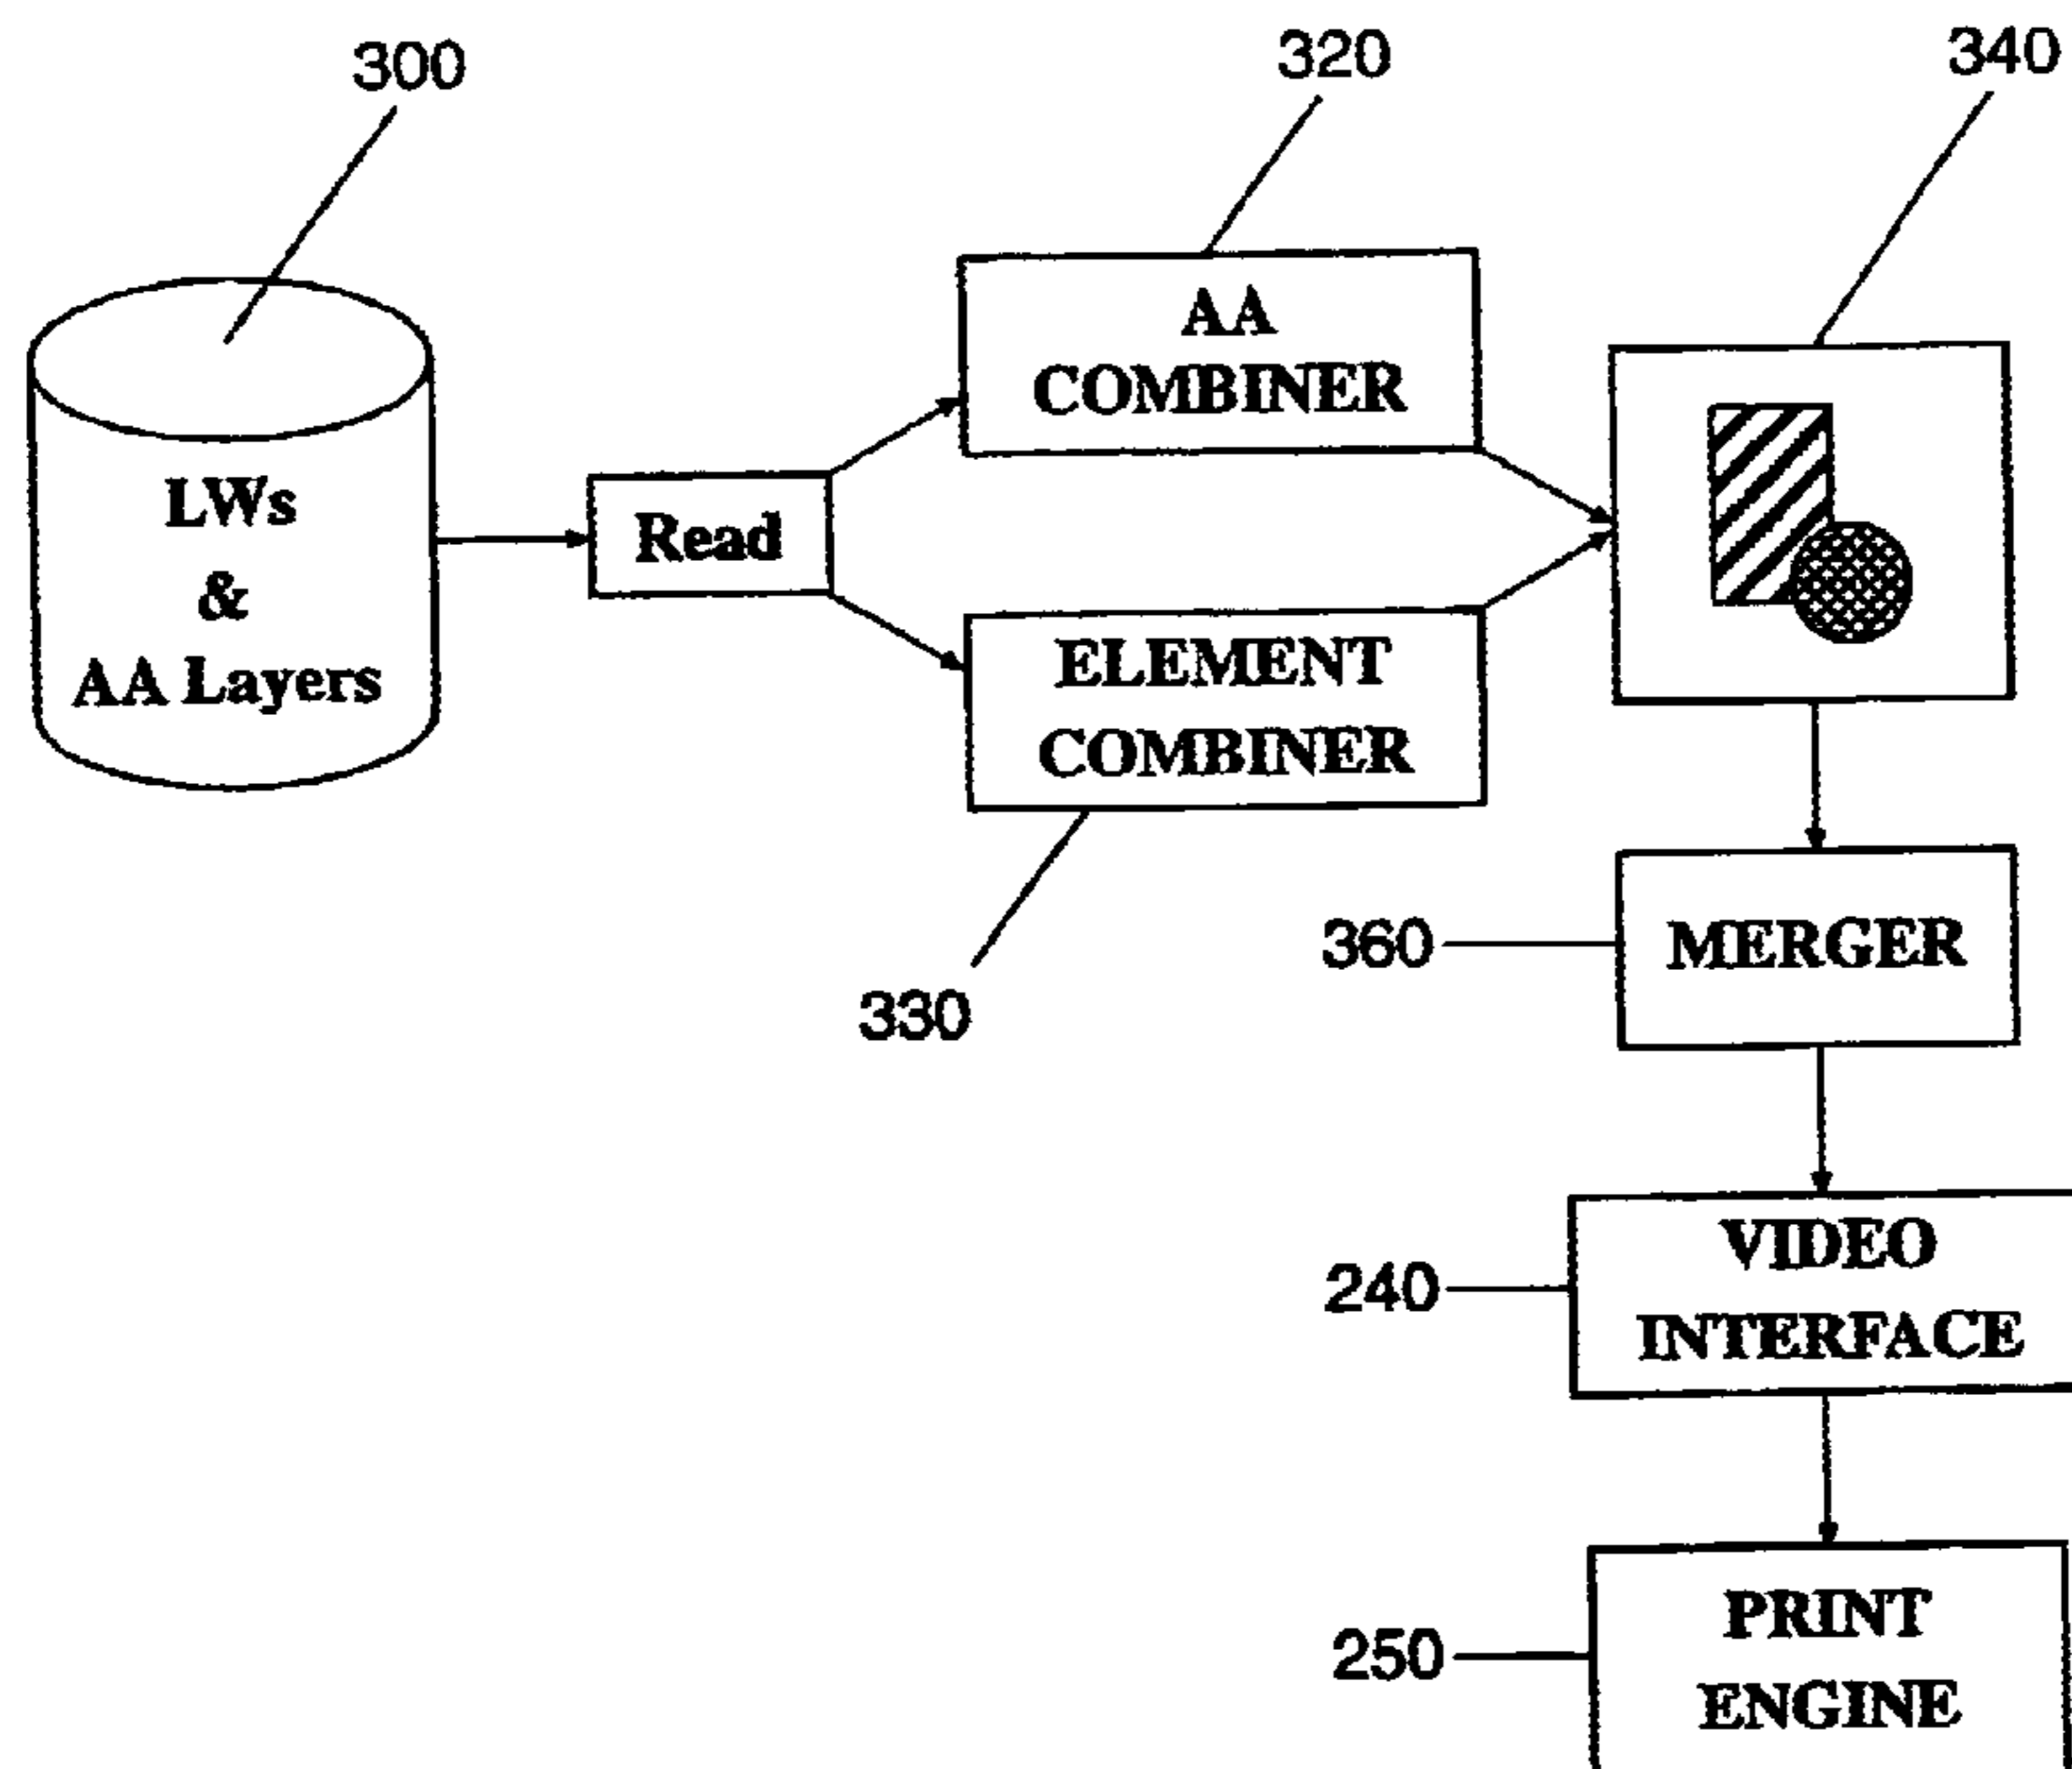 300
320
340
LWs
&
AA Layers
Read
AA
COMBINER
ELEMENT
COMBINER
330
360
MERGER
240
VIDEO
INTERFACE
250
PRINT
ENGINE